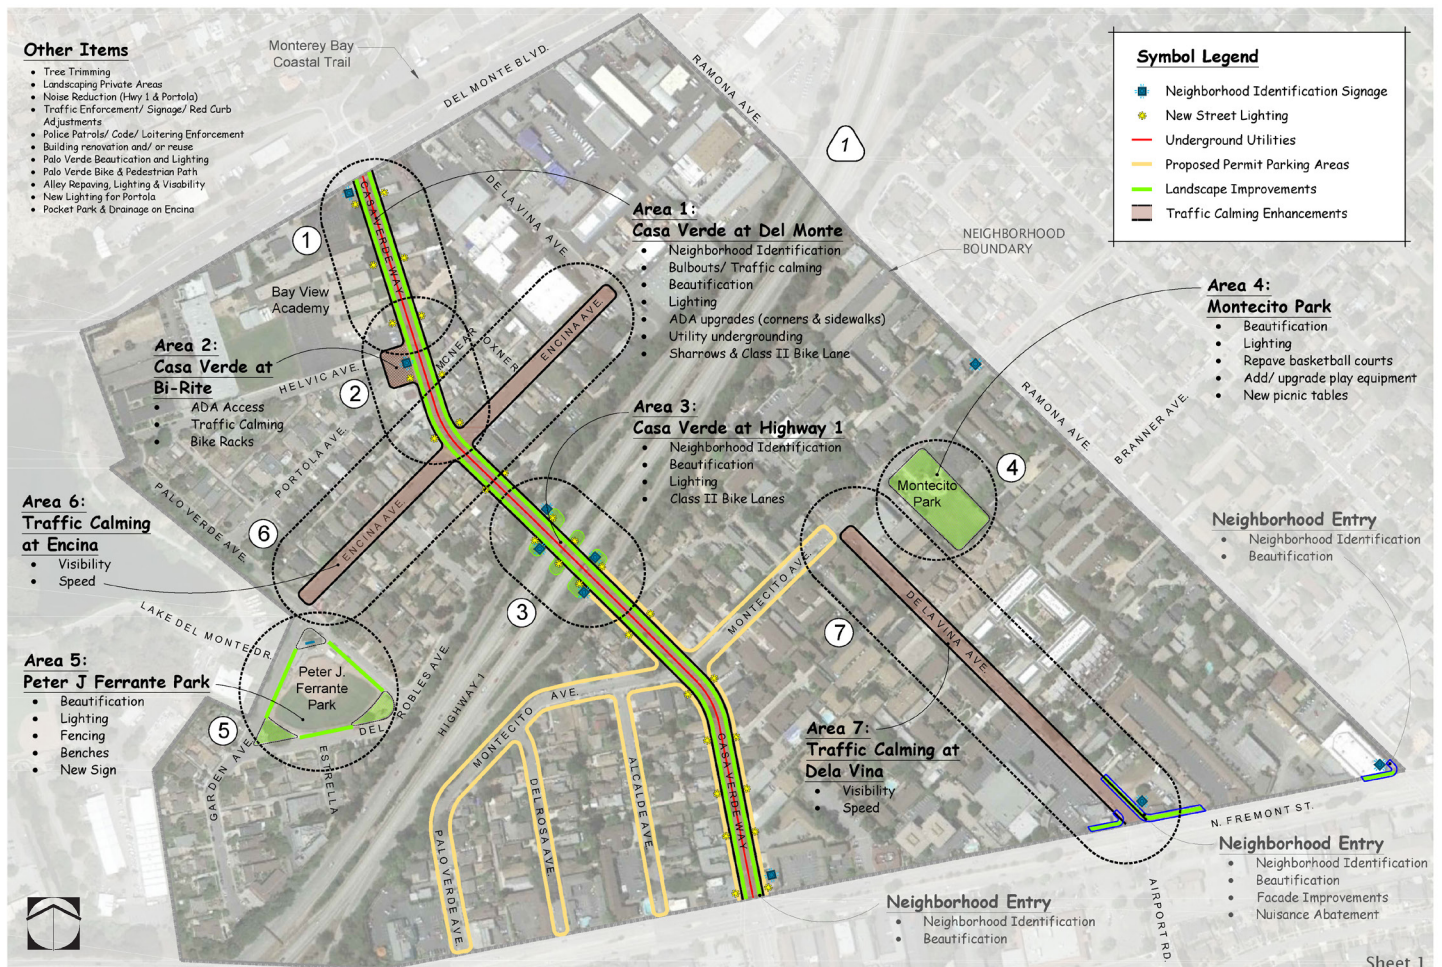 Other Items
Tree Trimming
Landscaping Private Areas
Noise Reduction (Hwy 1 & Portola)
Traffic Enforcement/ Signage/ Red Curb
Adjustments
Police Patrols/ Code/ Loitering Enforcement
Building renovation and/ or reuse
Palo Verde Beautication and Lighting
Palo Verde Bike & Pedestrian Path
Alley Repaving, Lighting & Visability
New Lighting for Portola
Pocket Park & Drainage on Encina
Monterey Bay
Coastal Trail
DEL MONTE BLVD.
RAMONA AVE.
1
Symbol Legend
Neighborhood Identification Signage
New Street Lighting
Underground Utilities
Proposed Permit Parking Areas
Landscape Improvements
Traffic Calming Enhancements
NEIGHBORHOOD
BOUNDARY
CASA VERDE WAY
DE LA VINA AVE.
1
Bay View
Academy
Area 1:
Casa Verde at Del Monte
Neighborhood Identification
Bulbouts/ Traffic calming
Beautification
Lighting
ADA upgrades (corners & sidewalks)
Utility undergrounding
Sharrows & Class II Bike Lane
Area 2:
Casa Verde at
Bi-Rite
ADA Access
Traffic Calming
Bike Racks
HELVIC AVE.
2
MCNEAR
OXNER
ENCINA AVE.
Area 3:
Casa Verde at Highway 1
Neighborhood Identification
Beautification
Lighting
Class II Bike Lanes
3
Area 4:
Montecito Park
Beautification
Lighting
Repave basketball courts
Add/ upgrade play equipment
New picnic tables
Montecito
Park
4
RAMONA AVE.
BRANNER AVE.
PORTOLA AVE.
PALO VERDE AVE.
Area 6:
Traffic Calming
at Encina
Visibility
Speed
6
ENCINA AVE.
LAKE DEL MONTE DR.
Area 5:
Peter J Ferrante Park
Beautification
Lighting
Fencing
Benches
New Sign
Peter J.
Ferrante
Park
5
GARDEN AVE.
ESTRELLA
DEL ROBLES AVE.
HIGHWAY 1
MONTECITO AVE.
MONTECITO AVE.
PALO VERDE AVE.
DEL ROSA AVE.
ALCALDE AVE.
CASA VERDE WAY
7
DE LA VINA AVE.
Area 7:
Traffic Calming at
Dela Vina
Visibility
Speed
Neighborhood Entry
Neighborhood Identification
Beautification
N. FREMONT ST.
Neighborhood Entry
Neighborhood Identification
Beautification
Facade Improvements
Nuisance Abatement
Neighborhood Entry
Neighborhood Identification
Beautification
AIRPORT RD.
Sheet 1